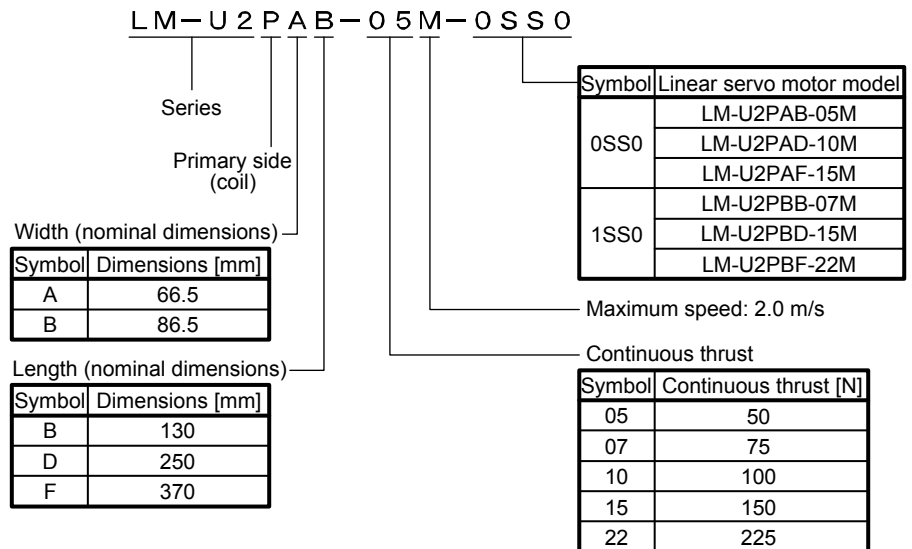 LM-U2PAB-05M-0SS0
Series
Primary side
(coil)
Width (nominal dimensions)
Symbol Dimensions [mm]
A 66.5
B 86.5
Length (nominal dimensions)
Symbol Dimensions [mm]
B 130
D 250
F 370
Symbol Linear servo motor model
0SS0
LM-U2PAB-05M
LM-U2PAD-10M
LM-U2PAF-15M
1SS0
LM-U2PBB-07M
LM-U2PBD-15M
LM-U2PBF-22M
Maximum speed: 2.0 m/s
Continuous thrust
Symbol Continuous thrust [N]
05 50
07 75
10 100
15 150
22 225